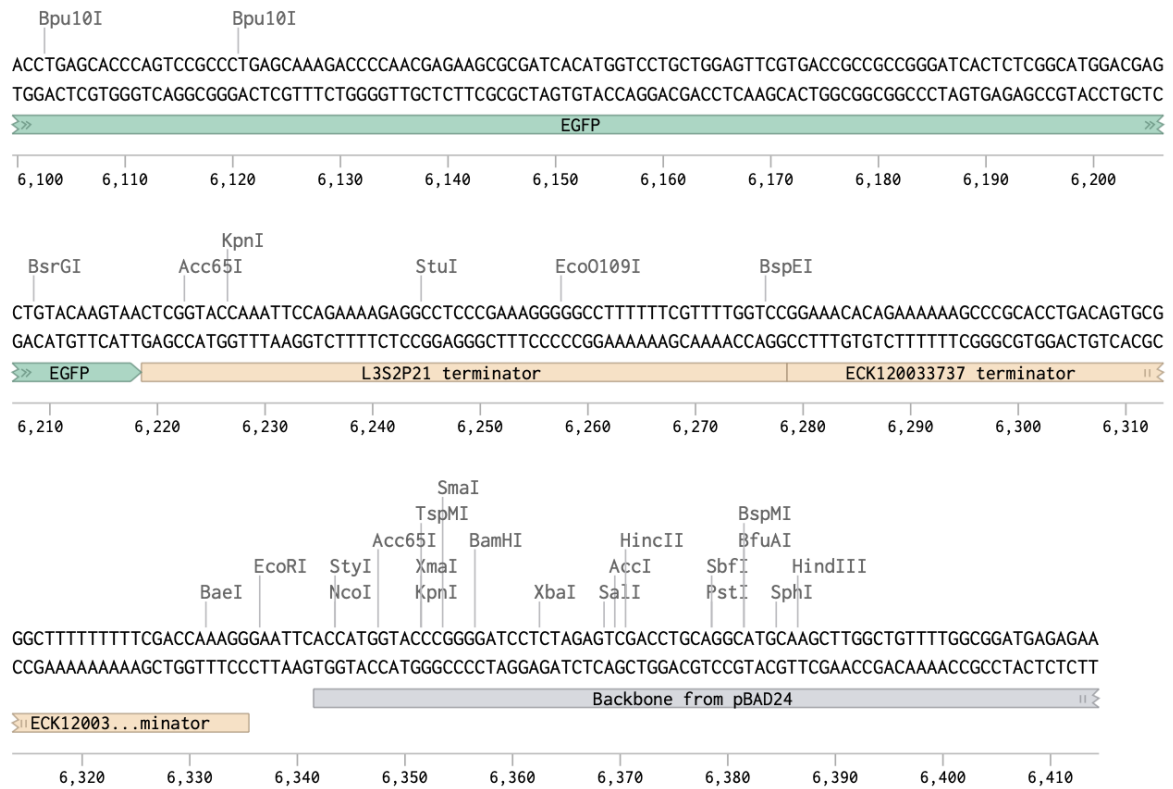 Bpu10I Bpu10I
ACCTGAGCACCCAGTCCGCCCTGAGCAAAGACCCCAACGAGAAGCGCGATCACATGGTCCTGCTGGAGTTCGTGACCGCCGCCGGGATCACTCTCGGCATGGACGAG
TGGACTCGTGGGTCAGGCGGGACTCGTTTCTGGGGTTGCTCTTCGCGCTAGTGTACCAGGACGACCTCAAGCACTGGCGGCGGCCCTAGTGAGAGCCGTACCTGCTC
EGFP
6,100 6,110 6,120 6,130 6,140 6,150 6,160 6,170 6,180 6,190 6,200
KpnI
BsrGI Acc65I StuI EcoO109I BspEI
CTGTACAAGTAACTCGGTACCAAATTCCAGAAAAGAGGCCTCCCGAAAGGGGGGCCTTTTTTCGTTTTGGTCCGGAAACACAGAAAAAAGCCCGCACCTGACAGTGCG
GACATGTTCATTGAGCCATGGTTTAAGGTCTTTTCTCCGGAGGGCTTTCCCCCCGGAAAAAAGCAAAACCAGGCCTTTGTGTCTTTTTTCGGGCGTGGACTGTCACGC
EGFP L3S2P21 terminator ECK120033737 terminator
6,210 6,220 6,230 6,240 6,250 6,260 6,270 6,280 6,290 6,300 6,310
SmaI
TspMI BspMI
Acc65I BamHI HincII BfuAI
EcoRI StyI XmaI AccI SbfI HindIII
BaeI NcoI KpnI XbaI SalI PstI SphI
GGCTTTTTTTTTCGACCAAAGGGAATTCACCATGGTACCCGGGGATCCTCTAGAGTCGACCTGCAGGCATGCAAGCTTGGCTGTTTTGGCGGATGAGAGAA
CCGAAAAAAAAAGCTGGTTTCCCTTAAGTGGTACCATGGGCCCCTAGGAGATCTCAGCTGGACGTCCGTACGTTCGAACCGACAAAACCGCCTACTCTCTT
Backbone from pBAD24
ECK12003...minator
6,320 6,330 6,340 6,350 6,360 6,370 6,380 6,390 6,400 6,410